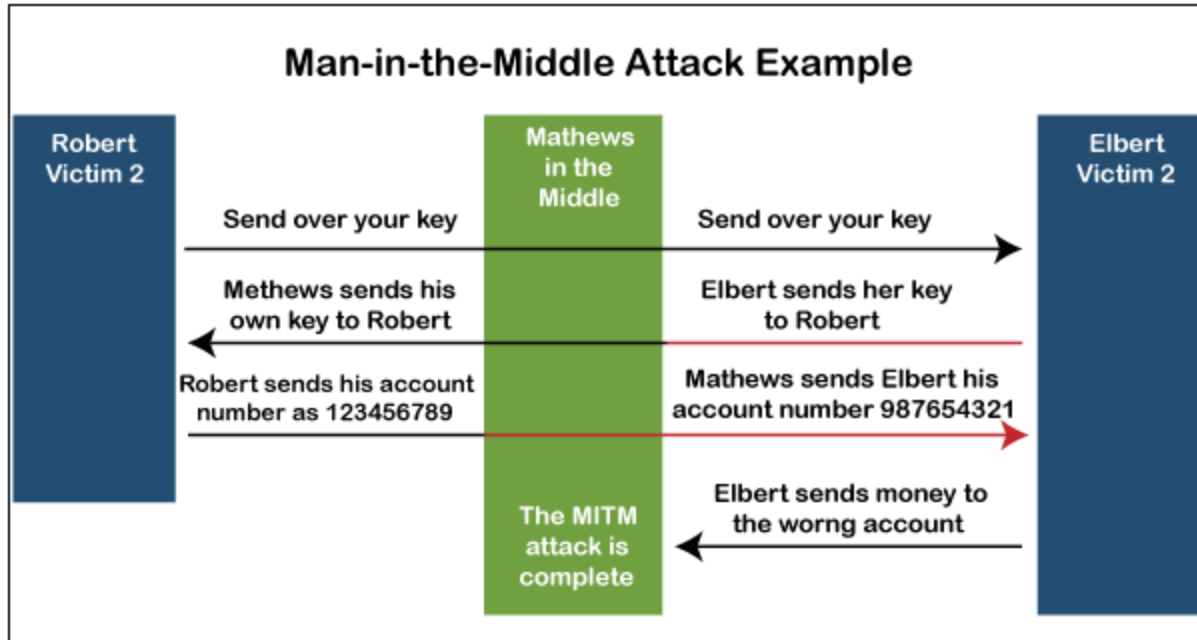 Man-in-the-Middle Attack Example
Robert
Victim 2
Mathews
in the
Middle
Elbert
Victim 2
Send over your key
Send over your key
Methews sends his
own key to Robert
Elbert sends her key
to Robert
Robert sends his account
number as 123456789
Mathews sends Elbert his
account number 987654321
Elbert sends money to
the worng account
The MITM
attack is
complete